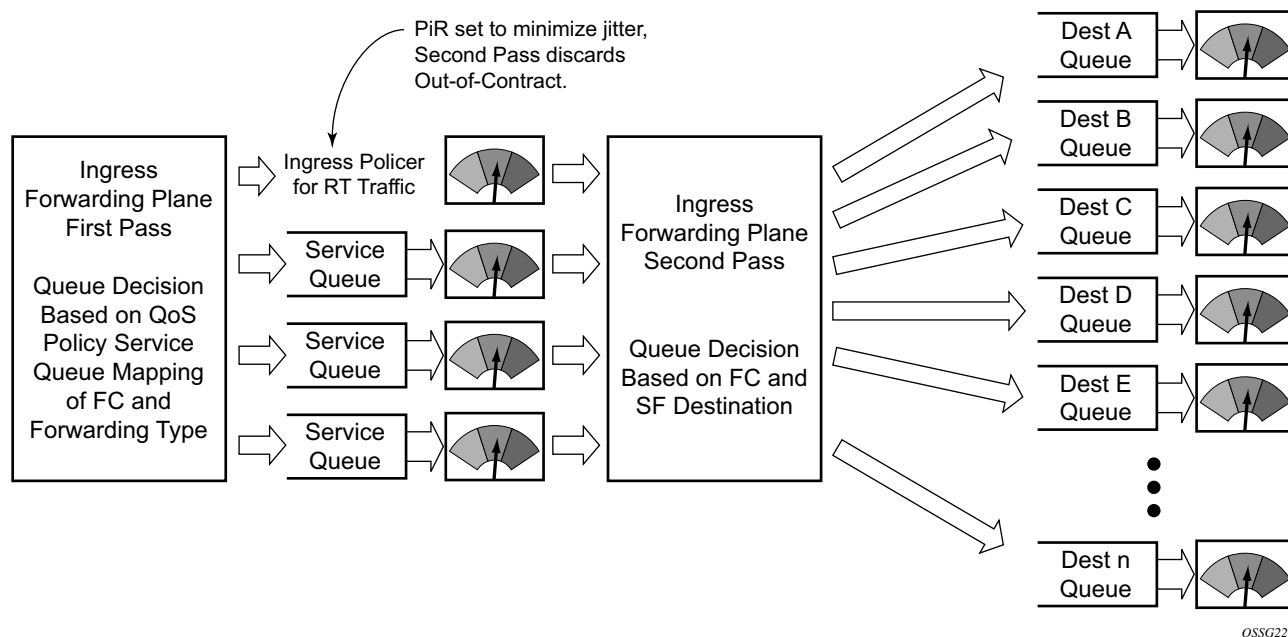 PiR set to minimize jitter,
Second Pass discards
Out-of-Contract.
Ingress
Forwarding Plane
First Pass
Queue Decision
Based on QoS
Policy Service
Queue Mapping
of FC and
Forwarding Type
Ingress Policer
for RT Traffic
Service
Queue
Service
Queue
Service
Queue
Ingress
Forwarding Plane
Second Pass
Queue Decision
Based on FC and
SF Destination
Dest A
Queue
Dest B
Queue
Dest C
Queue
Dest D
Queue
Dest E
Queue
Dest n
Queue
OSSG22